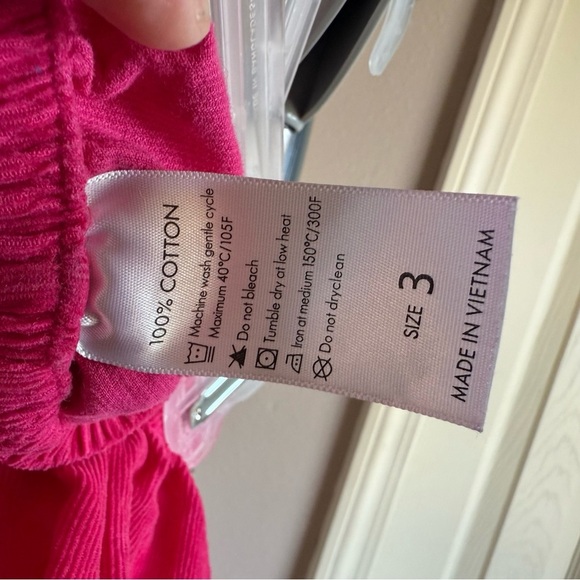 100% COTTON
Machine wash gentle cycle
Maximum 40°C/105F
Do not bleach
Tumble dry at low heat
Iron at medium 150°C/300F
Do not dryclean
SIZE 3
MADE IN VIETNAM